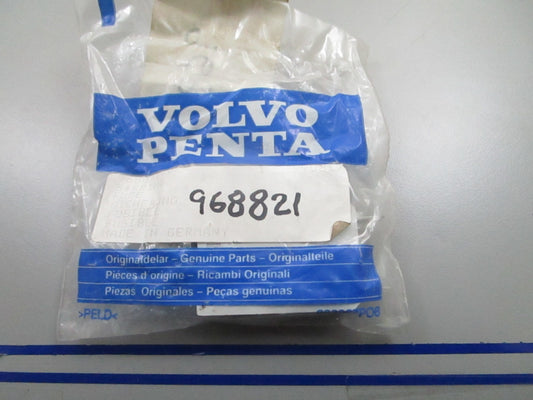 VOLVO
PENTA
968821
FUSIBLE
MADE IN GERMANY
Originaldelar – Genuine Parts – Originalteile
Pièces d'origine – Ricambi Originali
Piezas Originales – Peças genuinas
>PELD<